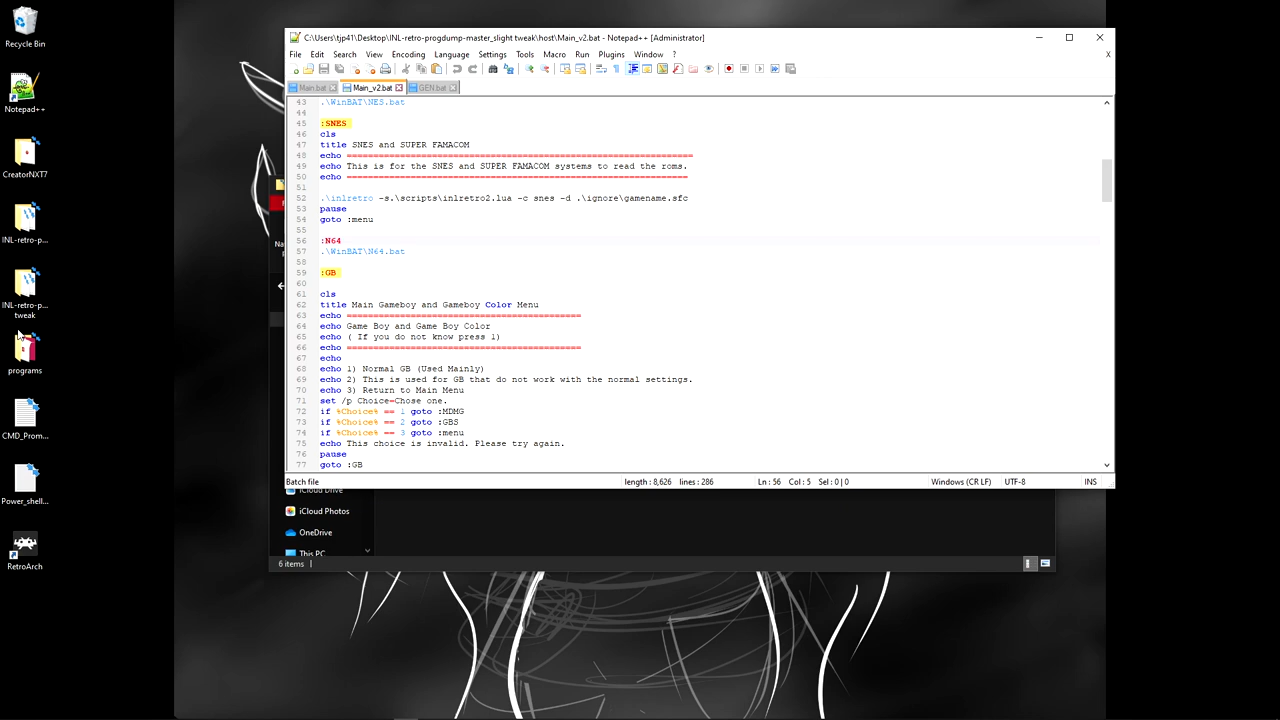 Recycle Bin
Notepad++
CreatorNXT7
INL-retro-p...
INL-retro-p...
tweak
programs
CMD_Prom...
Power_shell...
RetroArch
C:\Users\tjp41\Desktop\INL-retro-progdump-master_slight tweak\host\Main_v2.bat - Notepad++ [Administrator]
File Edit Search View Encoding Language Settings Tools Macro Run Plugins Window ?
X
Main.bat Main_v2.bat GEN.bat
43 .\WinBAT\NES.bat
44
45 :SNES
46 cls
47 title SNES and SUPER FAMACOM
48 echo =================================================================
49 echo This is for the SNES and SUPER FAMACOM systems to read the roms.
50 echo ================================================================
51
52 .\inlretro -s.\scripts\inlretro2.lua -c snes -d .\ignore\gamename.sfc
53 pause
54 goto :menu
55
56 :N64
57 .\WinBAT\N64.bat
58
59 :GB
60
61 cls
62 title Main Gameboy and Gameboy Color Menu
63 echo ============================================
64 echo Game Boy and Game Boy Color
65 echo ( If you do not know press 1)
66 echo ============================================
67 echo
68 echo 1) Normal GB (Used Mainly)
69 echo 2) This is used for GB that do not work with the normal settings.
70 echo 3) Return to Main Menu
71 set /p Choice=Chose one.
72 if %Choice% == 1 goto :MDMG
73 if %Choice% == 2 goto :GBS
74 if %Choice% == 3 goto :menu
75 echo This choice is invalid. Please try again.
76 pause
77 goto :GB
Batch file length : 8,626 lines : 286 Ln : 56 Col : 5 Sel : 0 | 0 Windows (CR LF) UTF-8 INS
Na
iCloud Drive
iCloud Photos
OneDrive
This PC
6 items